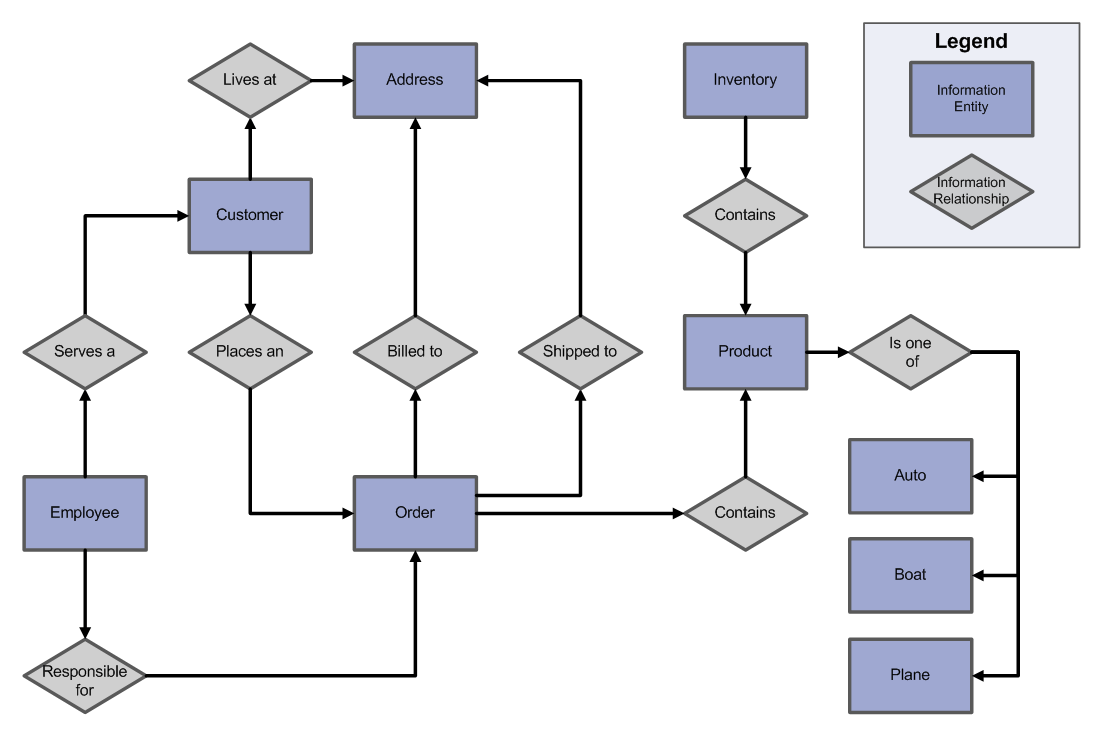 Legend
Lives at
Address
Inventory
Information
Entity
Information
Relationship
Customer
Contains
Serves a
Places an
Billed to
Shipped to
Product
Is one
of
Auto
Employee
Order
Contains
Boat
Responsible
for
Plane